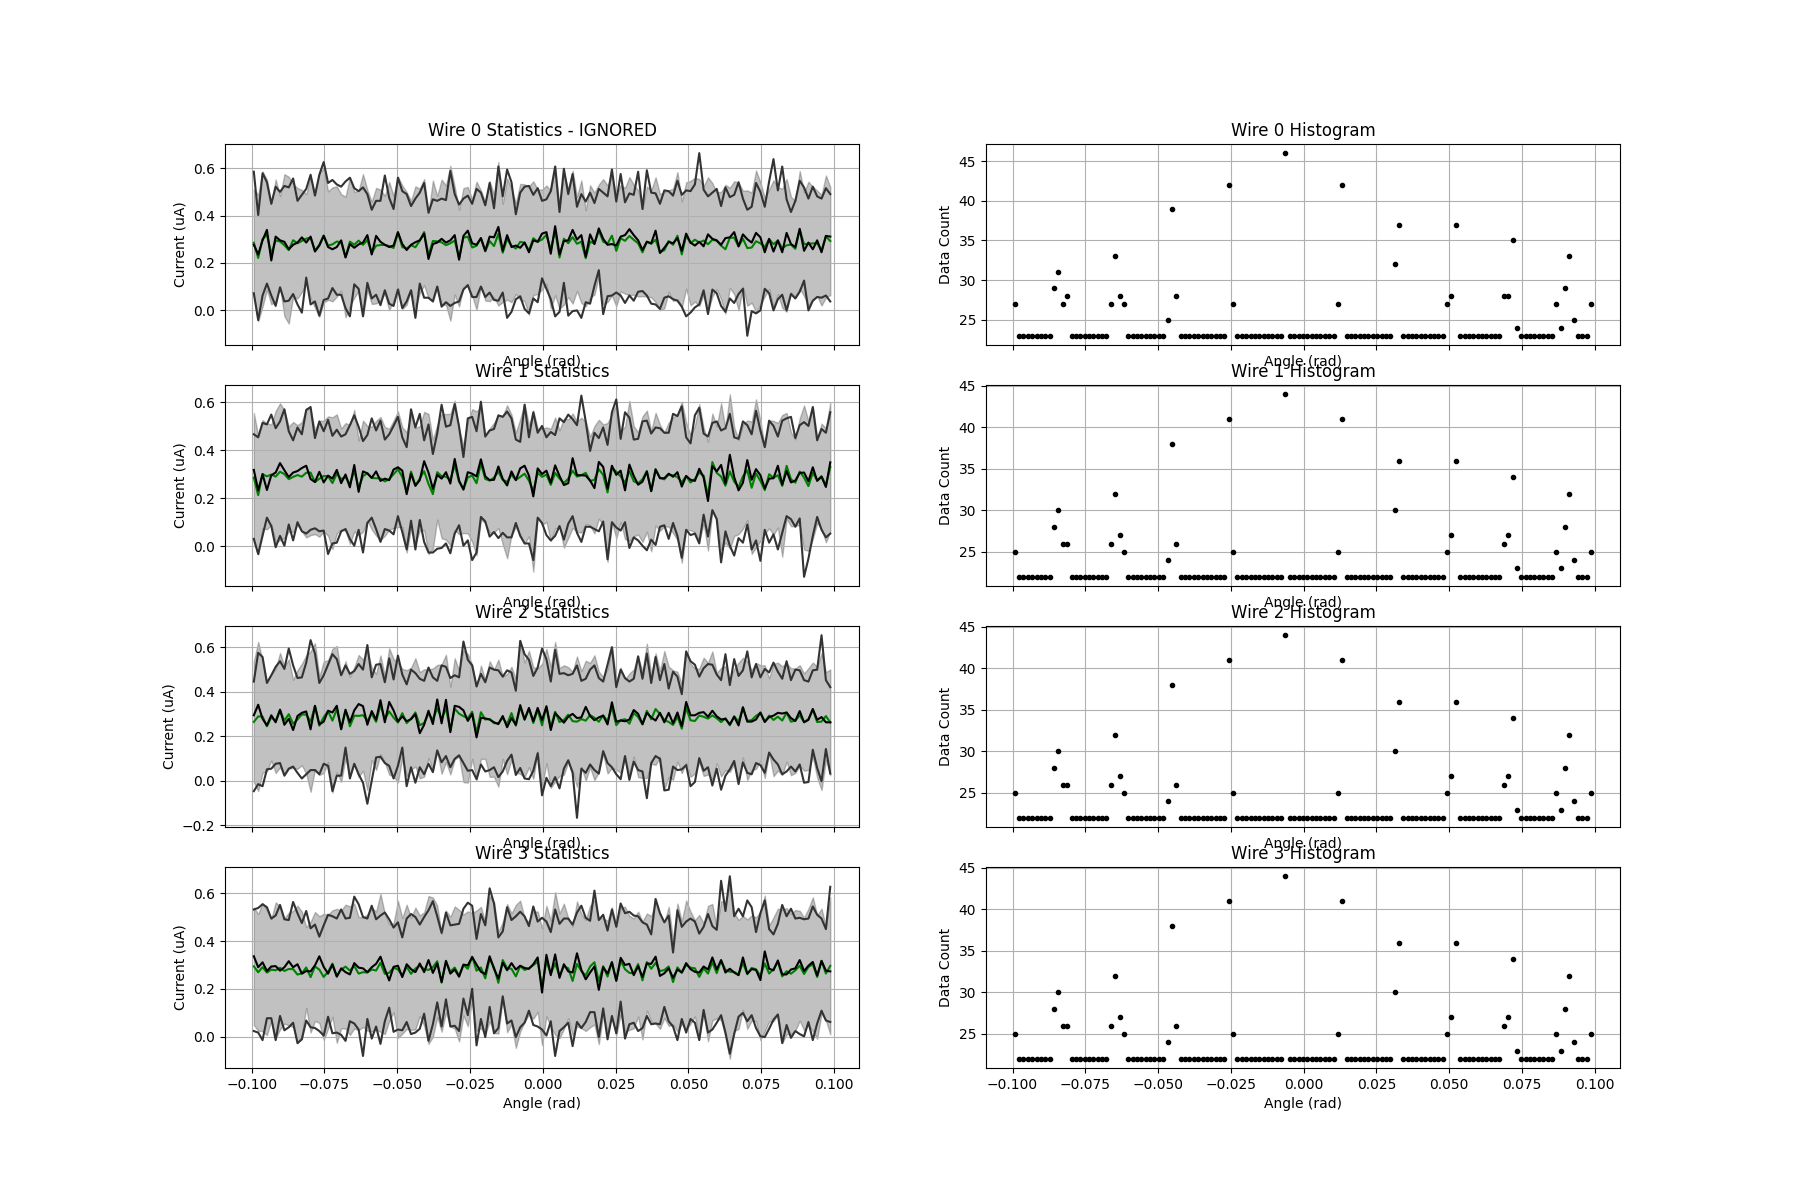 Wire 0 Statistics - IGNORED
Current (uA)
0.6
0.4
0.2
0.0
Angle (rad)
Wire 0 Histogram
Data Count
45
40
35
30
25
Angle (rad)
Wire 1 Statistics
Current (uA)
0.6
0.4
0.2
0.0
Angle (rad)
Wire 1 Histogram
Data Count
45
40
35
30
25
Angle (rad)
Wire 2 Statistics
Current (uA)
0.6
0.4
0.2
0.0
−0.2
Angle (rad)
Wire 2 Histogram
Data Count
45
40
35
30
25
Angle (rad)
Wire 3 Statistics
Current (uA)
0.6
0.4
0.2
0.0
−0.100 −0.075 −0.050 −0.025 0.000 0.025 0.050 0.075 0.100
Angle (rad)
Wire 3 Histogram
Data Count
45
40
35
30
25
−0.100 −0.075 −0.050 −0.025 0.000 0.025 0.050 0.075 0.100
Angle (rad)